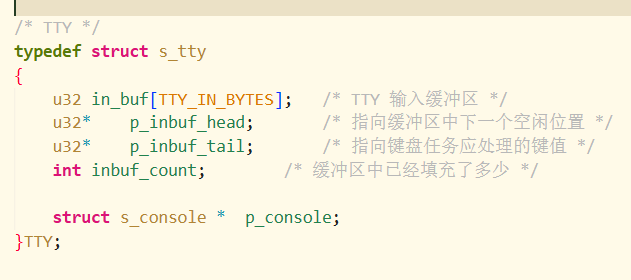 /* TTY */
typedef struct s_tty
{
    u32 in_buf[TTY_IN_BYTES];   /* TTY 输入缓冲区 */
    u32*    p_inbuf_head;       /* 指向缓冲区中下一个空闲位置 */
    u32*    p_inbuf_tail;       /* 指向键盘任务应处理的键值 */
    int inbuf_count;        /* 缓冲区中已经填充了多少 */

    struct s_console *  p_console;
}TTY;